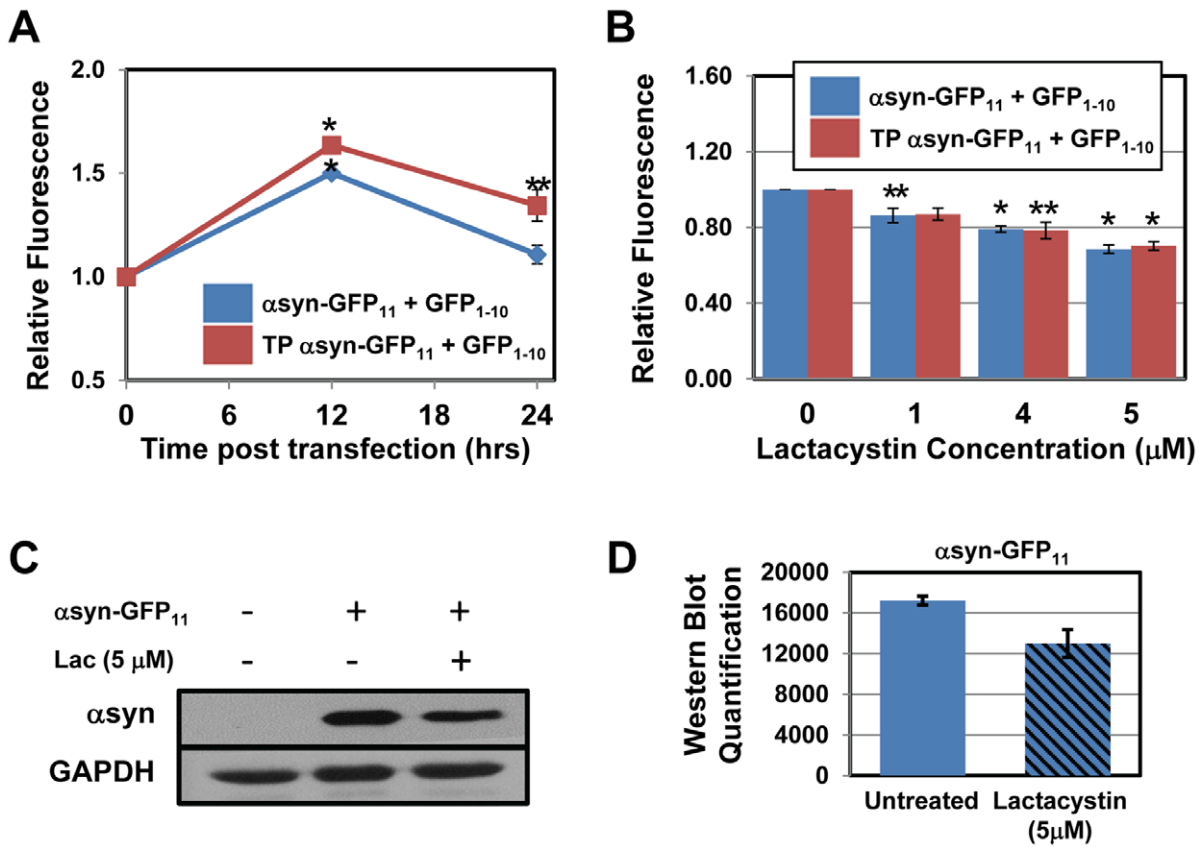 A
2.0
1.5
1.0
0.5
0 6 12 18 24
* * **
Relative Fluorescence
Time post transfection (hrs)
αsyn-GFP11 + GFP1-10
TP αsyn-GFP11 + GFP1-10
B
1.60
1.20
0.80
0.40
0.00
αsyn-GFP11 + GFP1-10
TP αsyn-GFP11 + GFP1-10
** * ** * *
0 1 4 5
Relative Fluorescence
Lactacystin Concentration (μM)
C
αsyn-GFP11 - + +
Lac (5 μM) - - +
αsyn
GAPDH
D
αsyn-GFP11
20000
16000
12000
8000
4000
0
Western Blot
Quantification
Untreated Lactacystin
(5μM)